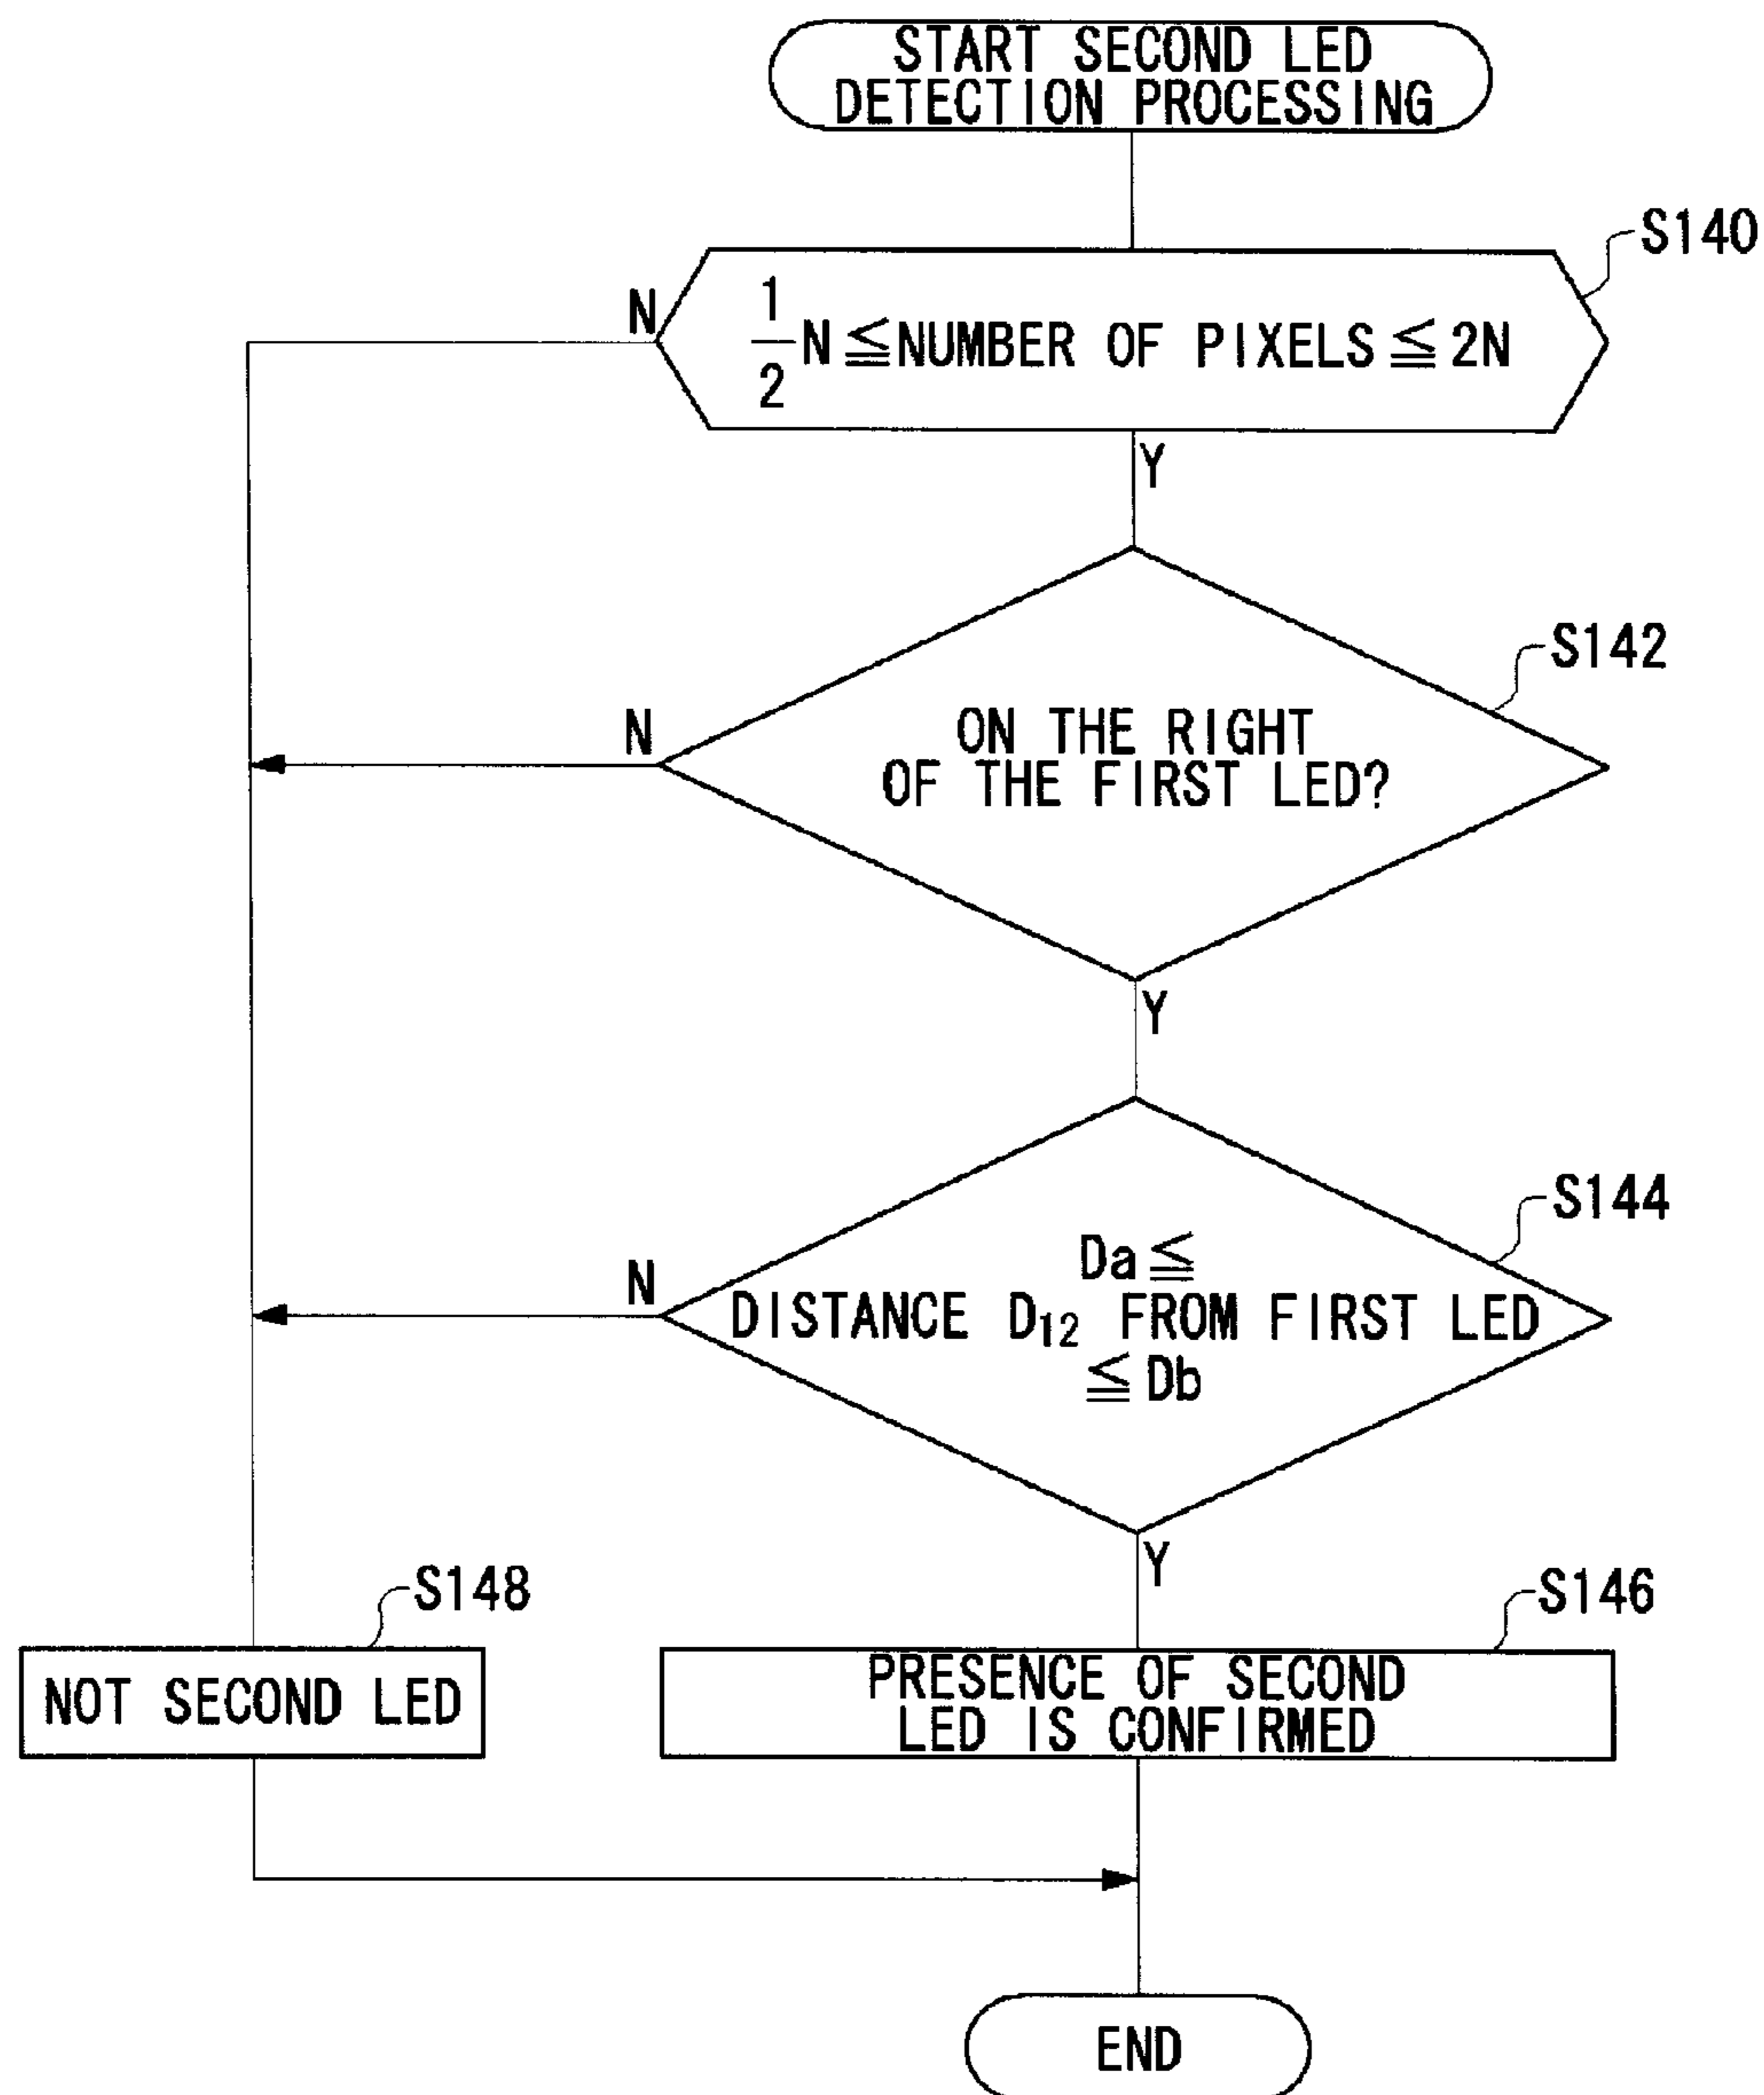 START SECOND LED
DETECTION PROCESSING
S140
N
1/2 N≦NUMBER OF PIXELS≦2N
Y
S142
N
ON THE RIGHT
OF THE FIRST LED?
Y
S144
N
Da≦
DISTANCE D₁₂ FROM FIRST LED
≦Db
Y
S148
S146
NOT SECOND LED
PRESENCE OF SECOND
LED IS CONFIRMED
END